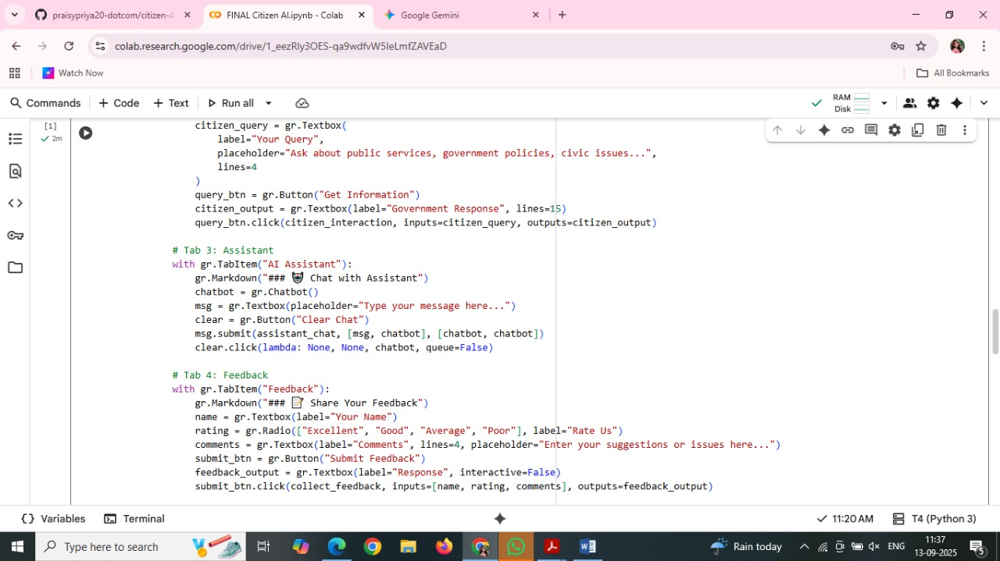 praisypriya20-dotcom/citizen-A
FINAL Citizen AI.ipynb - Colab
Google Gemini
colab.research.google.com/drive/1_eezRly3OES-qa9wdfvW5IeLmfZAVEaD
Watch Now
All Bookmarks
Commands
+ Code
+ Text
Run all
RAM
Disk
[1]
2m
citizen_query = gr.Textbox(
label="Your Query",
placeholder="Ask about public services, government policies, civic issues...",
lines=4
)
query_btn = gr.Button("Get Information")
citizen_output = gr.Textbox(label="Government Response", lines=15)
query_btn.click(citizen_interaction, inputs=citizen_query, outputs=citizen_output)
# Tab 3: Assistant
with gr.TabItem("AI Assistant"):
gr.Markdown("### 🤖 Chat with Assistant")
chatbot = gr.Chatbot()
msg = gr.Textbox(placeholder="Type your message here...")
clear = gr.Button("Clear Chat")
msg.submit(assistant_chat, [msg, chatbot], [chatbot, chatbot])
clear.click(lambda: None, None, chatbot, queue=False)
# Tab 4: Feedback
with gr.TabItem("Feedback"):
gr.Markdown("### 📝 Share Your Feedback")
name = gr.Textbox(label="Your Name")
rating = gr.Radio(["Excellent", "Good", "Average", "Poor"], label="Rate Us")
comments = gr.Textbox(label="Comments", lines=4, placeholder="Enter your suggestions or issues here...")
submit_btn = gr.Button("Submit Feedback")
feedback_output = gr.Textbox(label="Response", interactive=False)
submit_btn.click(collect_feedback, inputs=[name, rating, comments], outputs=feedback_output)
Variables
Terminal
11:20 AM
T4 (Python 3)
Type here to search
Rain today
ENG
11:37
13-09-2025
5